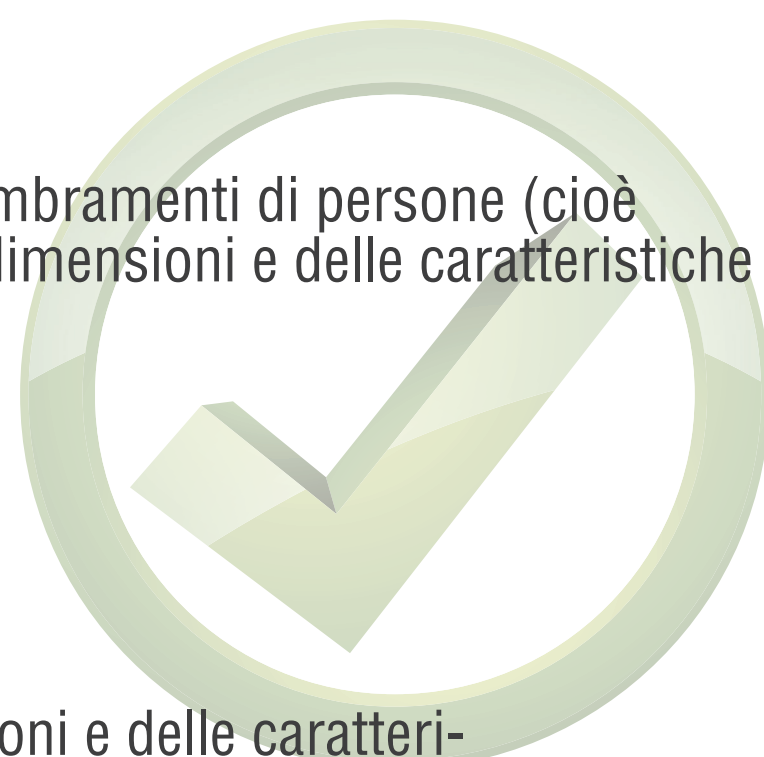 mbramenti di persone (cioè
dimensioni e delle caratteristiche
oni e delle caratteri-